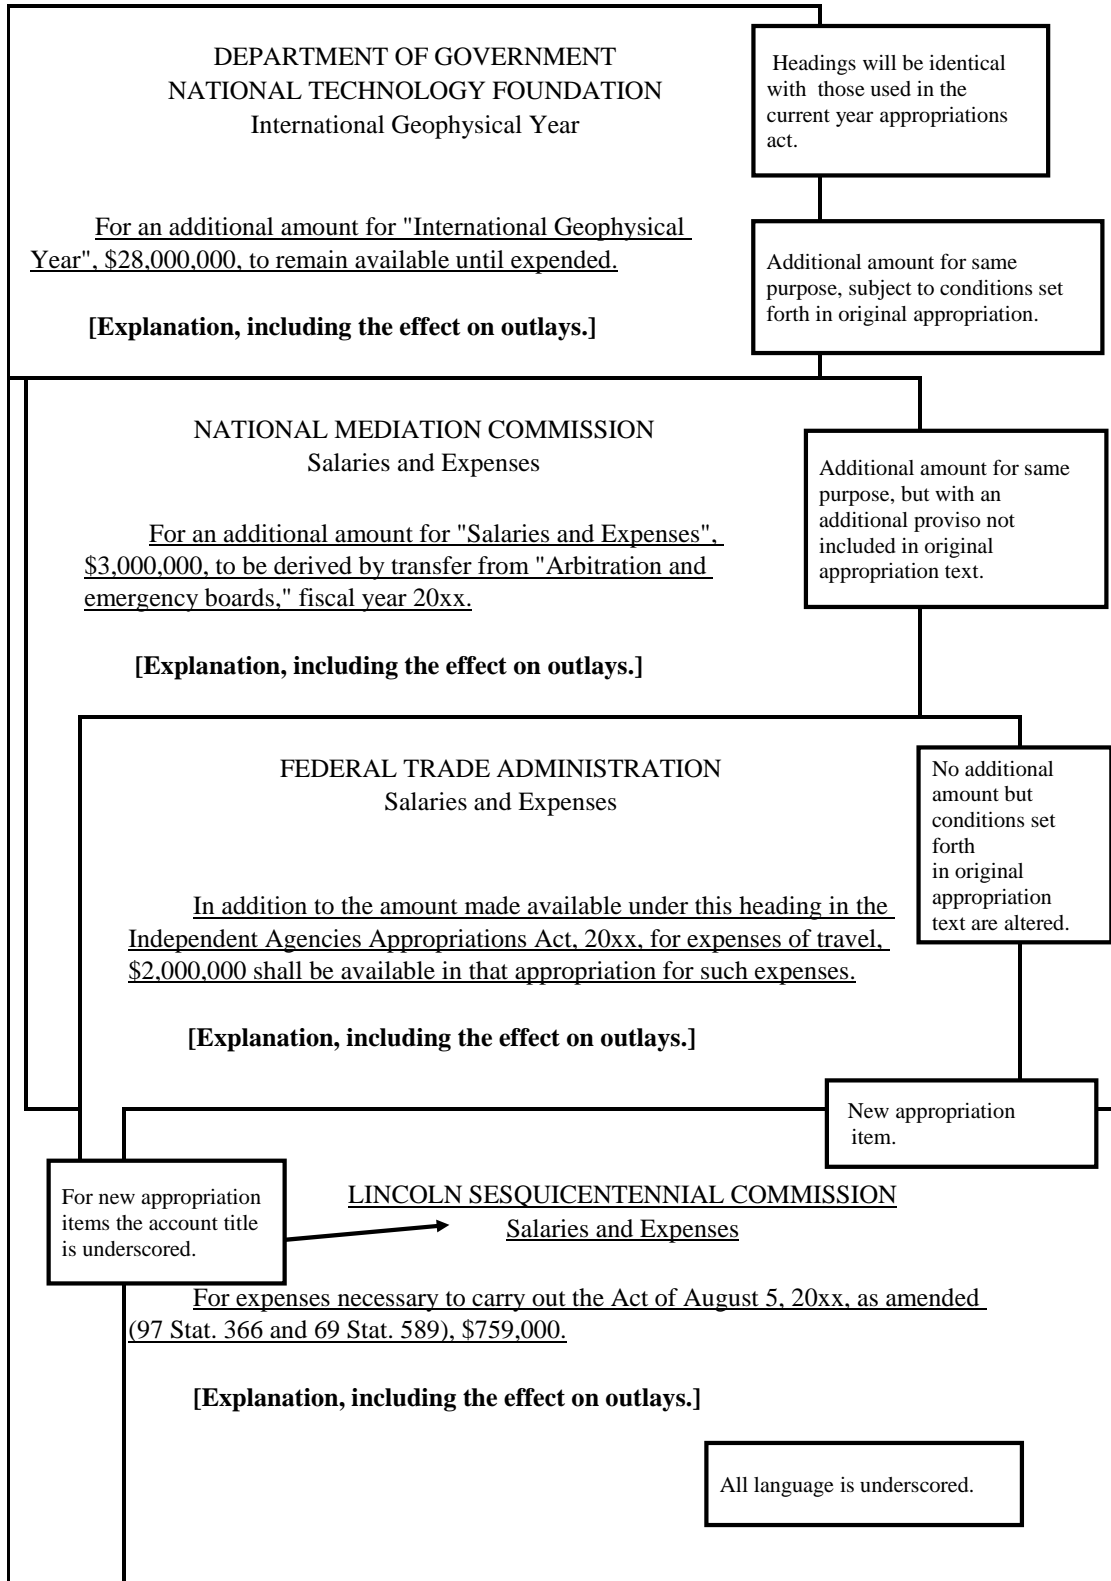 DEPARTMENT OF GOVERNMENT
NATIONAL TECHNOLOGY FOUNDATION
International Geophysical Year
Headings will be identical
with those used in the
current year appropriations
act.
For an additional amount for "International Geophysical
Year", $28,000,000, to remain available until expended.
Additional amount for same
purpose, subject to conditions set
forth in original appropriation.
[Explanation, including the effect on outlays.]
NATIONAL MEDIATION COMMISSION
Salaries and Expenses
Additional amount for same
purpose, but with an
additional proviso not
included in original
appropriation text.
For an additional amount for "Salaries and Expenses",
$3,000,000, to be derived by transfer from "Arbitration and
emergency boards," fiscal year 20xx.
[Explanation, including the effect on outlays.]
FEDERAL TRADE ADMINISTRATION
Salaries and Expenses
No additional
amount but
conditions set
forth
in original
appropriation
text are altered.
In addition to the amount made available under this heading in the
Independent Agencies Appropriations Act, 20xx, for expenses of travel,
$2,000,000 shall be available in that appropriation for such expenses.
[Explanation, including the effect on outlays.]
New appropriation
item.
For new appropriation
items the account title
is underscored.
LINCOLN SESQUICENTENNIAL COMMISSION
Salaries and Expenses
For expenses necessary to carry out the Act of August 5, 20xx, as amended
(97 Stat. 366 and 69 Stat. 589), $759,000.
[Explanation, including the effect on outlays.]
All language is underscored.